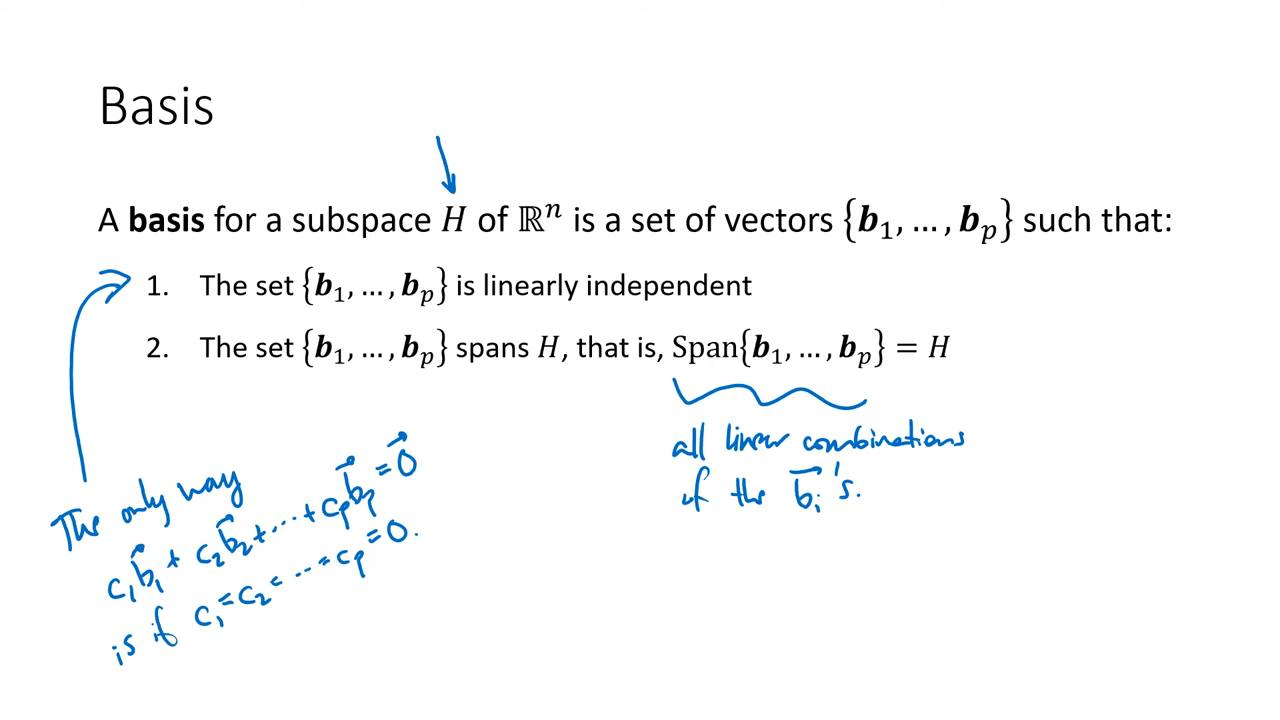 Basis
A basis for a subspace H of ℝⁿ is a set of vectors {b₁, …, bₚ} such that:
1. The set {b₁, …, bₚ} is linearly independent
2. The set {b₁, …, bₚ} spans H, that is, Span{b₁, …, bₚ} = H
all linear combinations
of the b⃗ᵢ's.
The only way
c₁b⃗₁ + c₂b⃗₂ + ⋯ + cₚb⃗ₚ = 0⃗
is if c₁ = c₂ = ⋯ = cₚ = 0.